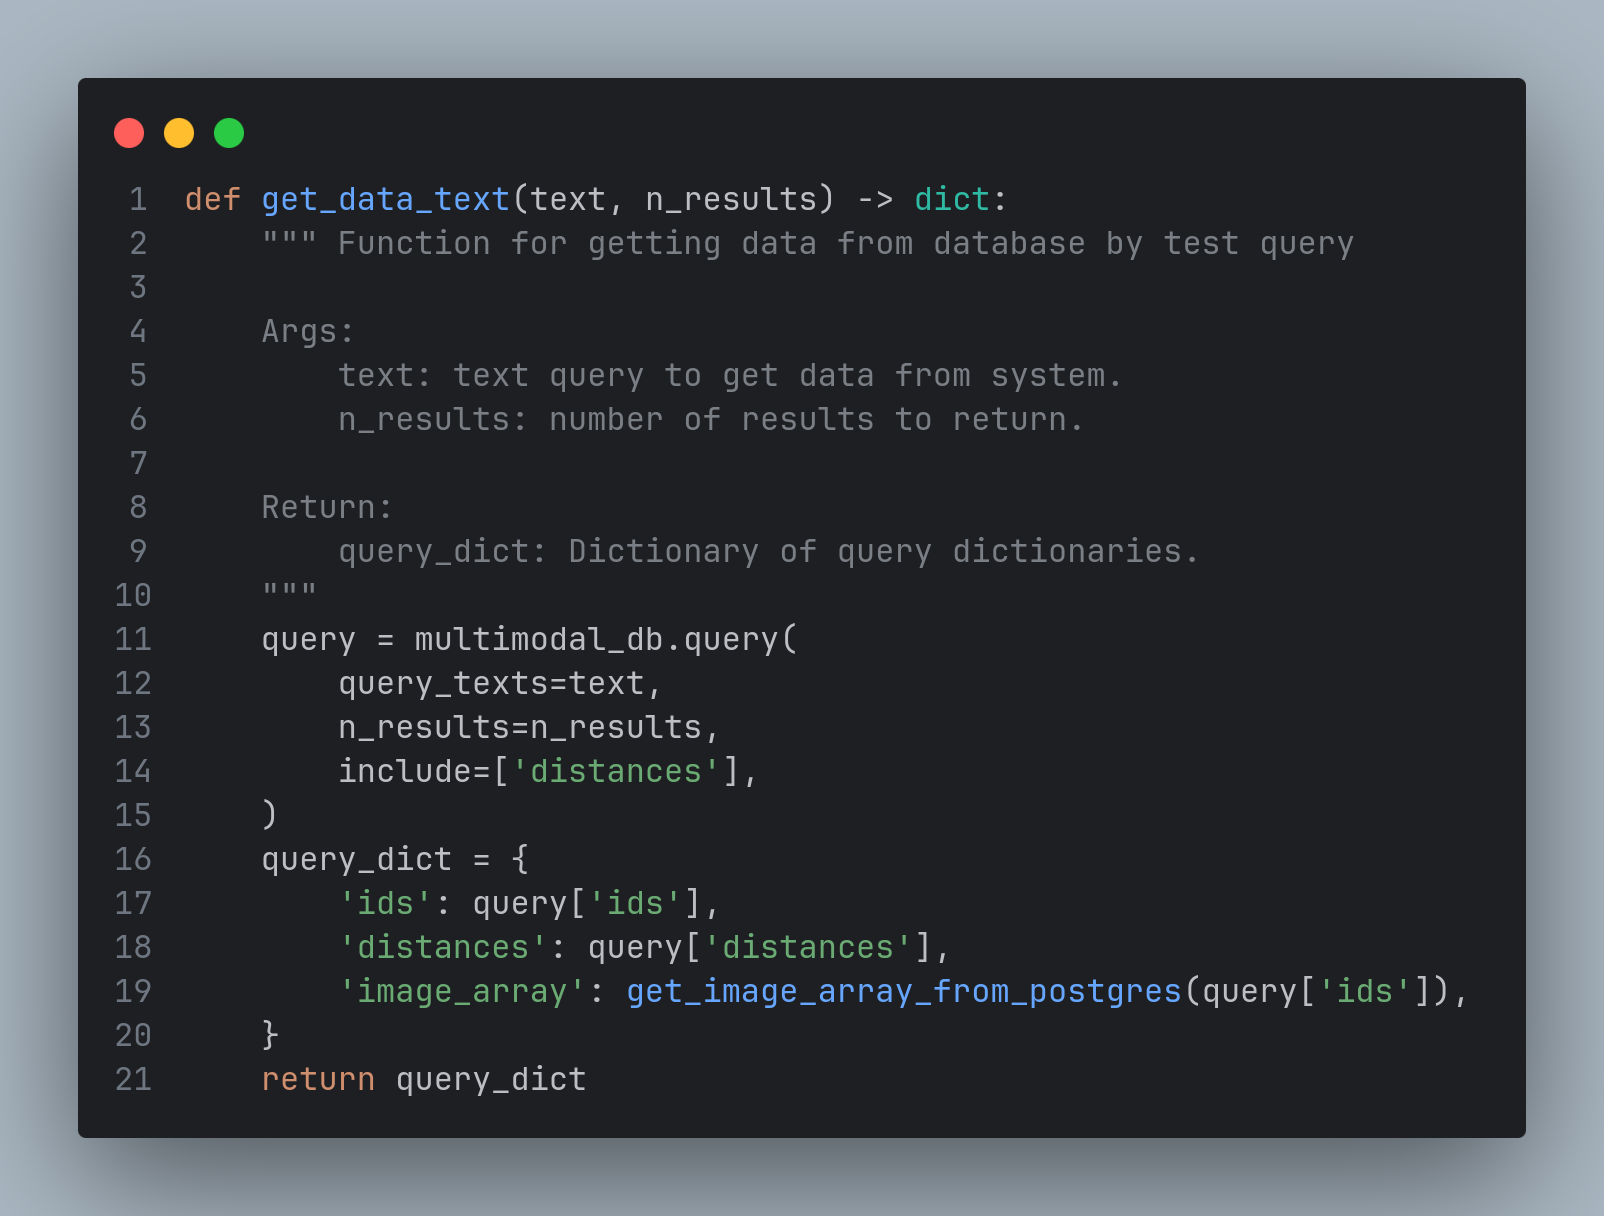 1 def get_data_text(text, n_results) -> dict:
2     """ Function for getting data from database by test query
3
4     Args:
5         text: text query to get data from system.
6         n_results: number of results to return.
7
8     Return:
9         query_dict: Dictionary of query dictionaries.
10     """
11     query = multimodal_db.query(
12         query_texts=text,
13         n_results=n_results,
14         include=['distances'],
15     )
16     query_dict = {
17         'ids': query['ids'],
18         'distances': query['distances'],
19         'image_array': get_image_array_from_postgres(query['ids']),
20     }
21     return query_dict